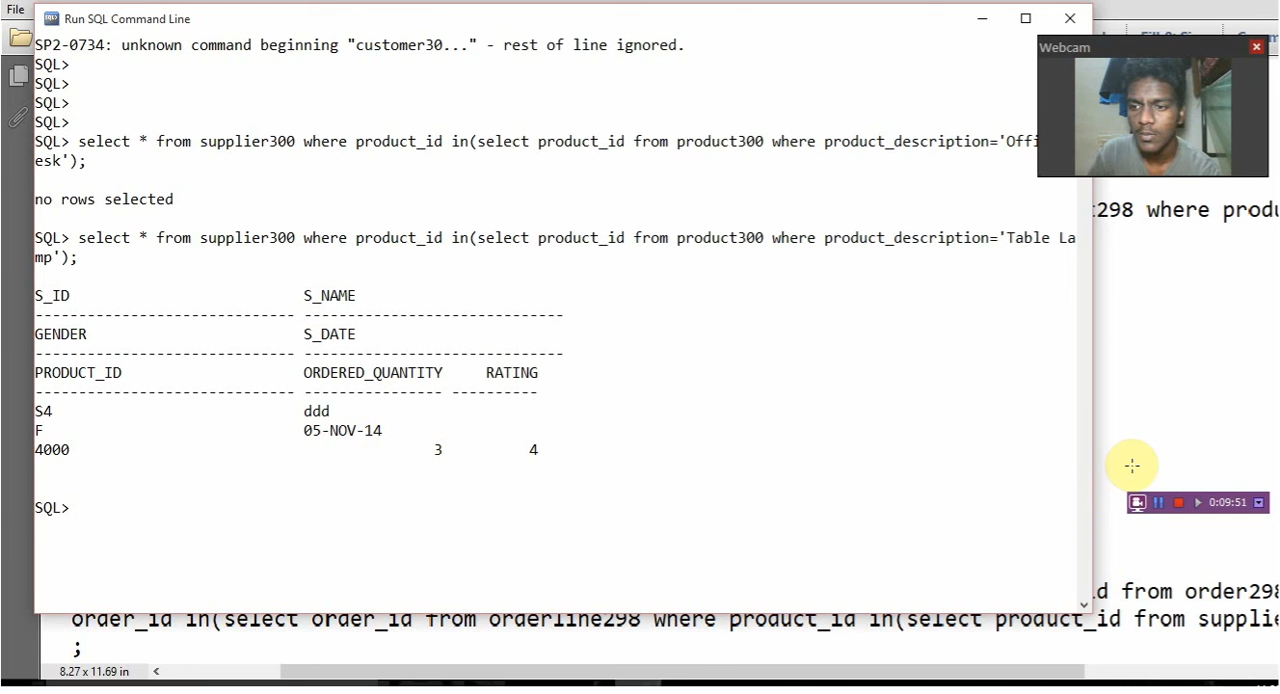 File
Run SQL Command Line
SP2-0734: unknown command beginning "customer30..." - rest of line ignored.
Webcam
SQL>
SQL>
SQL>
SQL>
SQL> select * from supplier300 where product_id in(select product_id from product300 where product_description='Offi
esk');
no rows selected
t298 where produ
SQL> select * from supplier300 where product_id in(select product_id from product300 where product_description='Table La
mp');
S_ID S_NAME
------------------------------ ------------------------------
GENDER S_DATE
------------------------------ ------------------------------
PRODUCT_ID ORDERED_QUANTITY RATING
------------------------------ ---------------- ----------
S4 ddd
F 05-NOV-14
4000 3 4
0:09:51
SQL>
d from order298
order_id in(select order_id from orderline298 where product_id in(select product_id from supplie
;
8.27 x 11.69 in